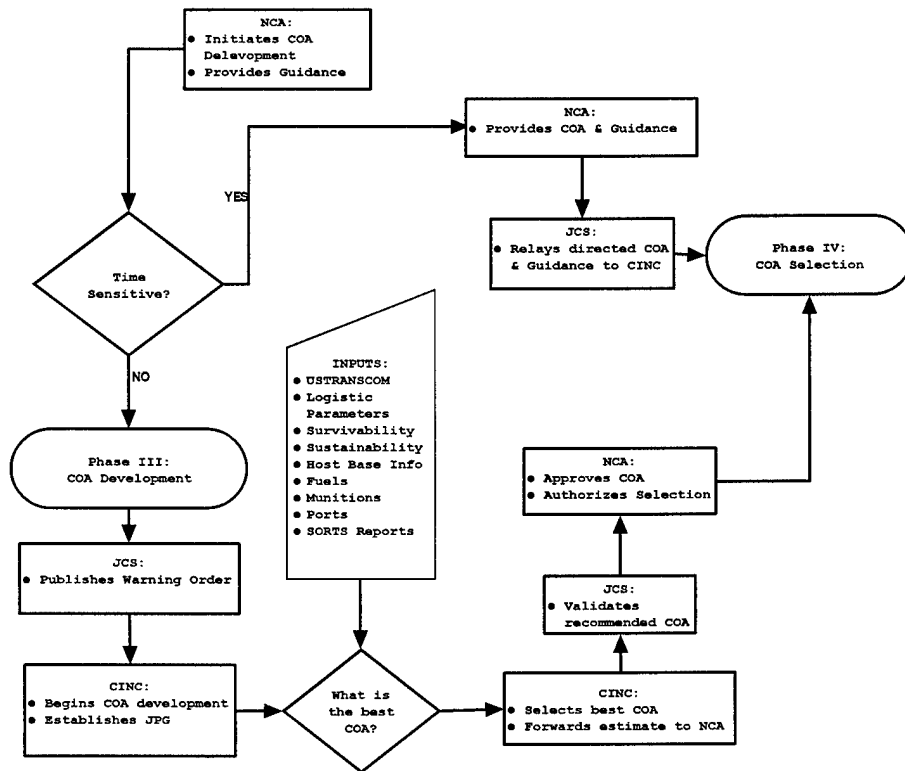 NCA:
● Initiates COA
Delevopment
● Provides Guidance
NCA:
● Provides COA & Guidance
YES
JCS:
● Relays directed COA
& Guidance to CINC
Phase IV:
COA Selection
Time
Sensitive?
NO
INPUTS:
● USTRANSCOM
● Logistic
Parameters
● Survivability
● Sustainability
● Host Base Info
● Fuels
● Munitions
● Ports
● SORTS Reports
Phase III:
COA Development
NCA:
● Approves COA
● Authorizes Selection
JCS:
● Publishes Warning Order
JCS:
● Validates
recommended COA
CINC:
● Begins COA development
● Establishes JPG
What is
the best
COA?
CINC:
● Selects best COA
● Forwards estimate to NCA